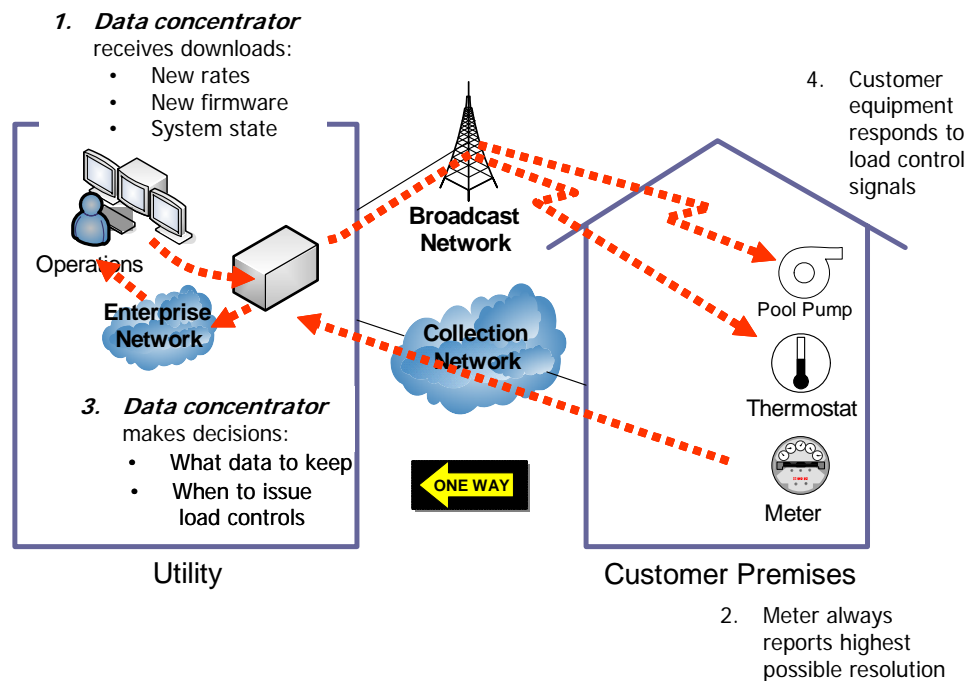 1. Data concentrator
receives downloads:
• New rates
• New firmware
• System state
4. Customer
equipment
responds to
load control
signals
Broadcast
Network
Operations
Enterprise
Network
Collection
Network
Pool Pump
Thermostat
3. Data concentrator
makes decisions:
• What data to keep
• When to issue
load controls
ONE WAY
Meter
Utility
Customer Premises
2. Meter always
reports highest
possible resolution